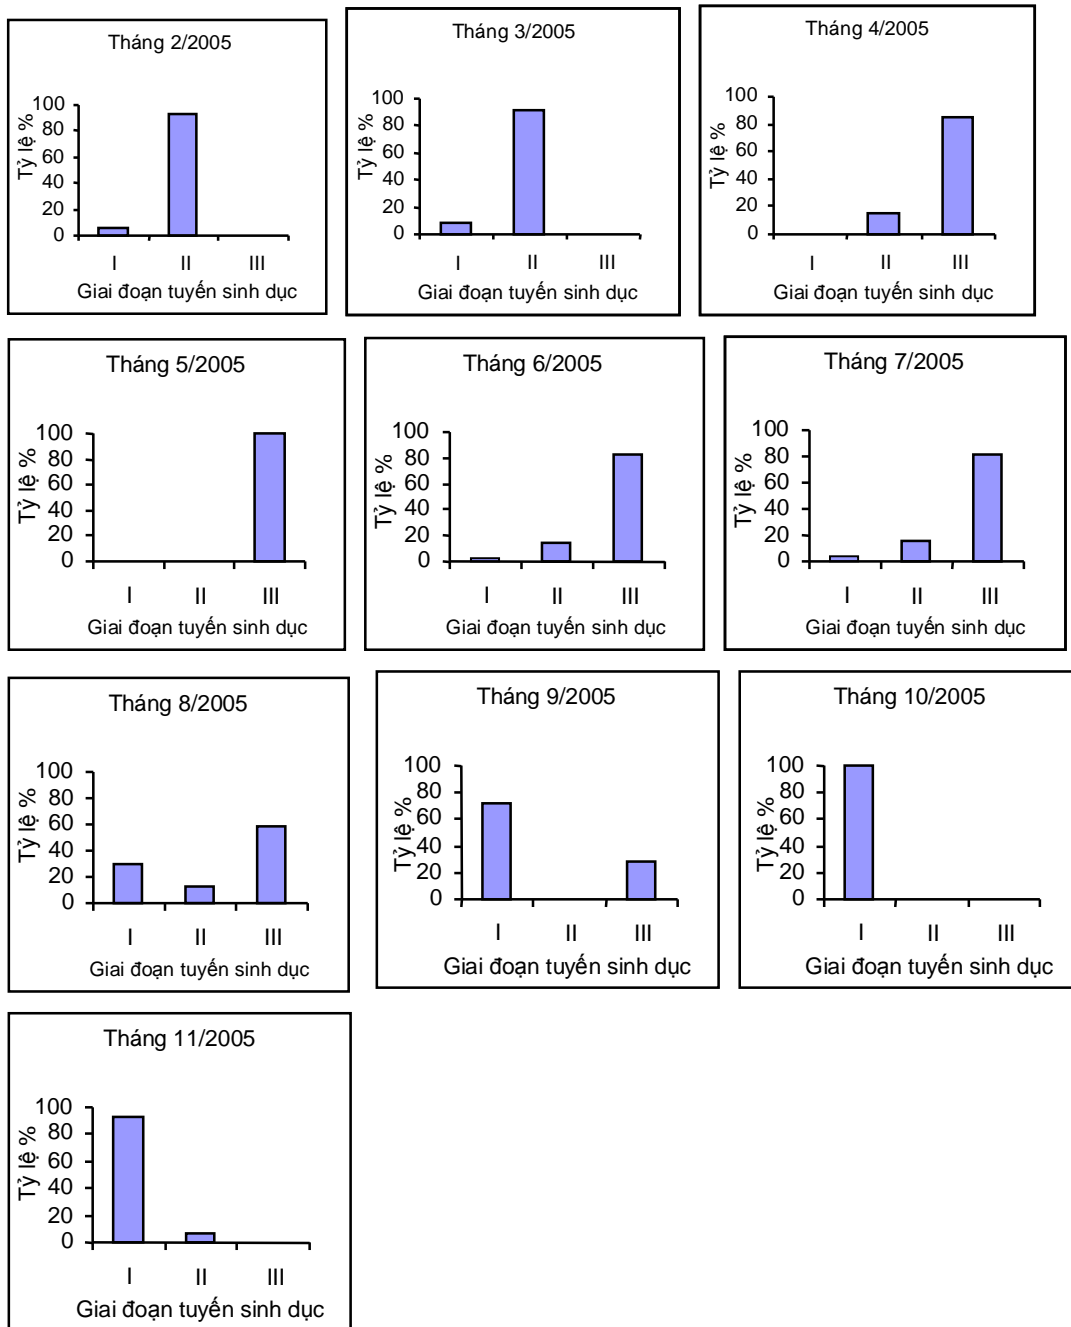 Tháng 2/2005
Tỷ lệ %
100
80
60
40
20
0
I II III
Giai đoạn tuyến sinh dục
Tháng 3/2005
Tỷ lệ %
100
80
60
40
20
0
I II III
Giai đoạn tuyến sinh dục
Tháng 4/2005
Tỷ lệ %
100
80
60
40
20
0
I II III
Giai đoạn tuyến sinh dục
Tháng 5/2005
Tỷ lệ %
100
80
60
40
20
0
I II III
Giai đoạn tuyến sinh dục
Tháng 6/2005
Tỷ lệ %
100
80
60
40
20
0
I II III
Giai đoạn tuyến sinh dục
Tháng 7/2005
Tỷ lệ %
100
80
60
40
20
0
I II III
Giai đoạn tuyến sinh dục
Tháng 8/2005
Tỷ lệ %
100
80
60
40
20
0
I II III
Giai đoạn tuyến sinh dục
Tháng 9/2005
Tỷ lệ %
100
80
60
40
20
0
I II III
Giai đoạn tuyến sinh dục
Tháng 10/2005
Tỷ lệ %
100
80
60
40
20
0
I II III
Giai đoạn tuyến sinh dục
Tháng 11/2005
Tỷ lệ %
100
80
60
40
20
0
I II III
Giai đoạn tuyến sinh dục